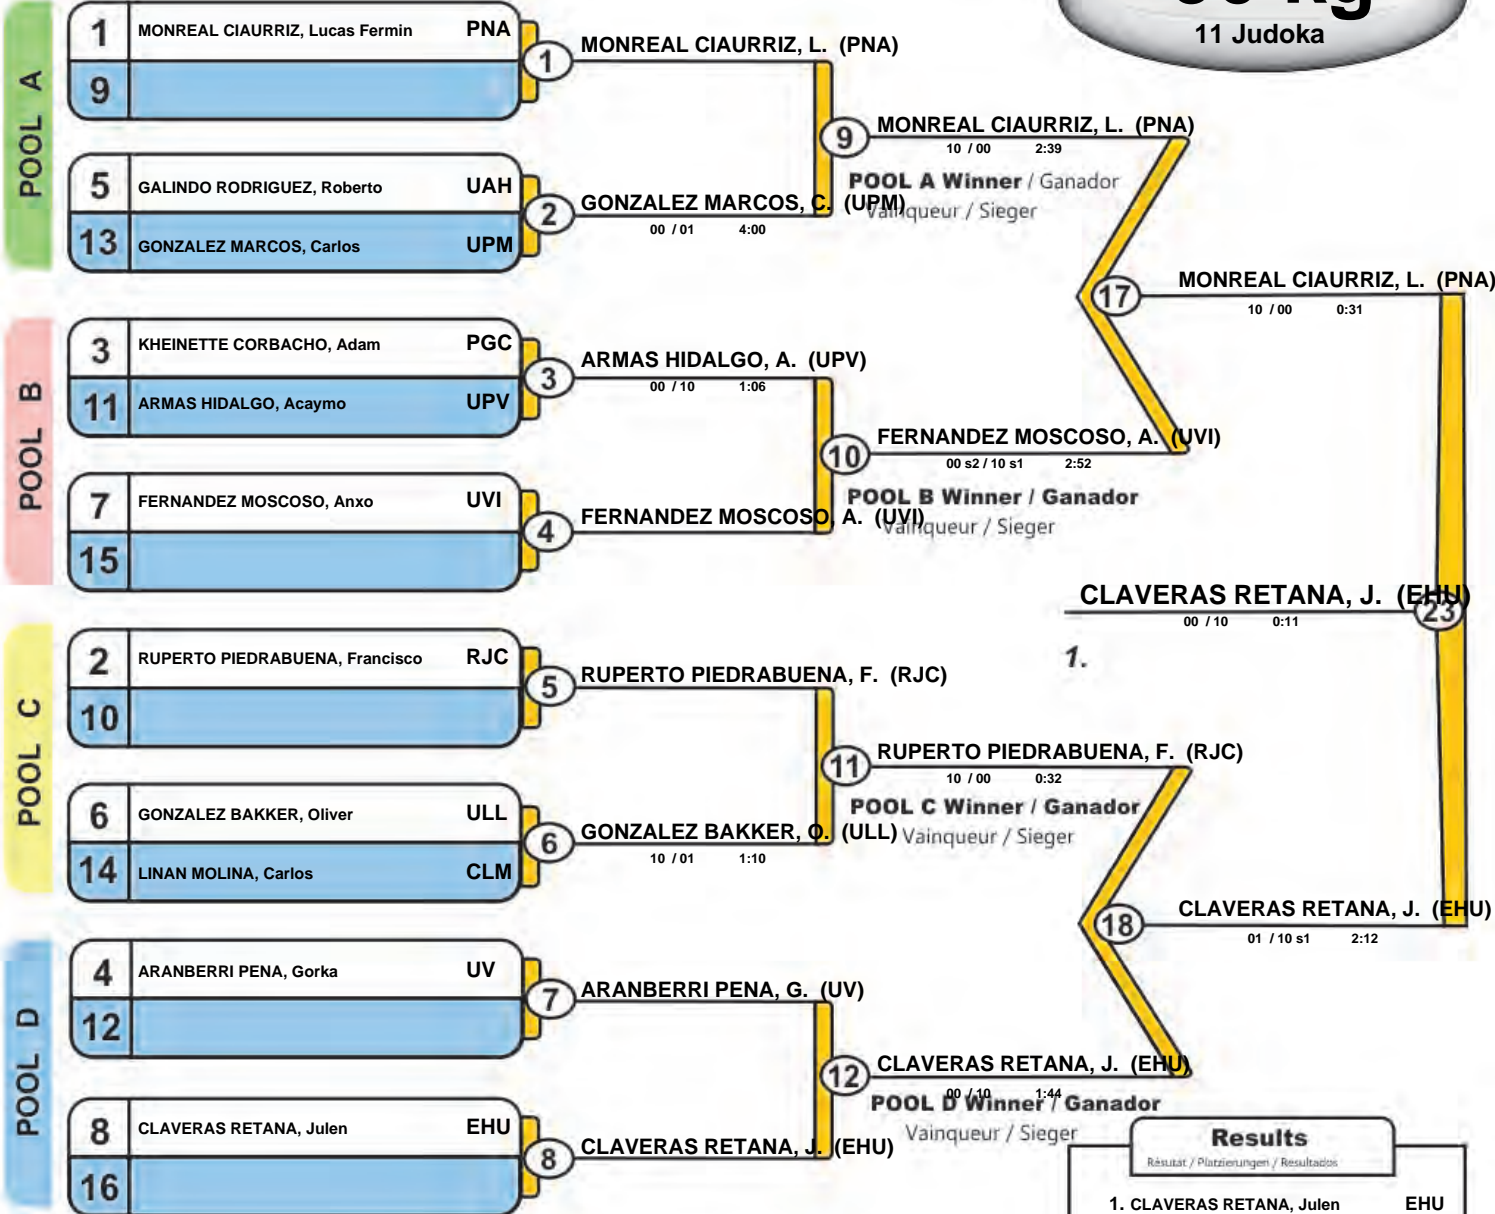 11 Judoka
POOL A
1 MONREAL CIAURRIZ, Lucas Fermin PNA
9
5 GALINDO RODRIGUEZ, Roberto UAH
13 GONZALEZ MARCOS, Carlos UPM
1 MONREAL CIAURRIZ, L. (PNA)
2 GONZALEZ MARCOS, C. (UPM)
00 / 01 4:00
9 MONREAL CIAURRIZ, L. (PNA)
10 / 00 2:39
POOL A Winner / Ganador
Vainqueur / Sieger
POOL B
3 KHEINETTE CORBACHO, Adam PGC
11 ARMAS HIDALGO, Acaymo UPV
7 FERNANDEZ MOSCOSO, Anxo UVI
15
3 ARMAS HIDALGO, A. (UPV)
00 / 10 1:06
4 FERNANDEZ MOSCOSO, A. (UVI)
10 FERNANDEZ MOSCOSO, A. (UVI)
00 s2 / 10 s1 2:52
POOL B Winner / Ganador
Vainqueur / Sieger
17 MONREAL CIAURRIZ, L. (PNA)
10 / 00 0:31
CLAVERAS RETANA, J. (EHU) 23
00 / 10 0:11
1.
POOL C
2 RUPERTO PIEDRABUENA, Francisco RJC
10
6 GONZALEZ BAKKER, Oliver ULL
14 LINAN MOLINA, Carlos CLM
5 RUPERTO PIEDRABUENA, F. (RJC)
6 GONZALEZ BAKKER, O. (ULL)
10 / 01 1:10
11 RUPERTO PIEDRABUENA, F. (RJC)
10 / 00 0:32
POOL C Winner / Ganador
Vainqueur / Sieger
18 CLAVERAS RETANA, J. (EHU)
01 / 10 s1 2:12
POOL D
4 ARANBERRI PENA, Gorka UV
12
8 CLAVERAS RETANA, Julen EHU
16
7 ARANBERRI PENA, G. (UV)
8 CLAVERAS RETANA, J. (EHU)
12 CLAVERAS RETANA, J. (EHU)
00 / 10 1:44
POOL D Winner / Ganador
Vainqueur / Sieger
Results
Résultat / Platzierungen / Resultados
1. CLAVERAS RETANA, Julen EHU